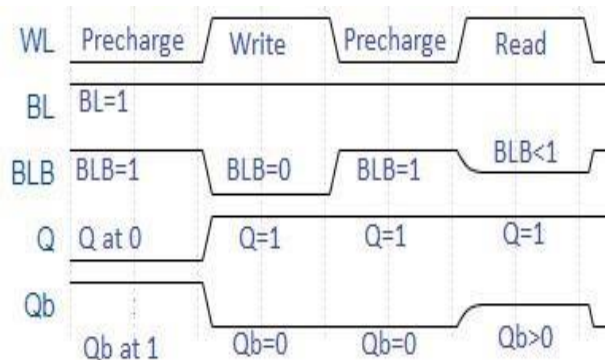 WL Precharge Write Precharge Read
BL BL=1
BLB BLB=1 BLB=0 BLB=1 BLB<1
Q Q at 0 Q=1 Q=1 Q=1
Qb Qb at 1 Qb=0 Qb=0 Qb>0